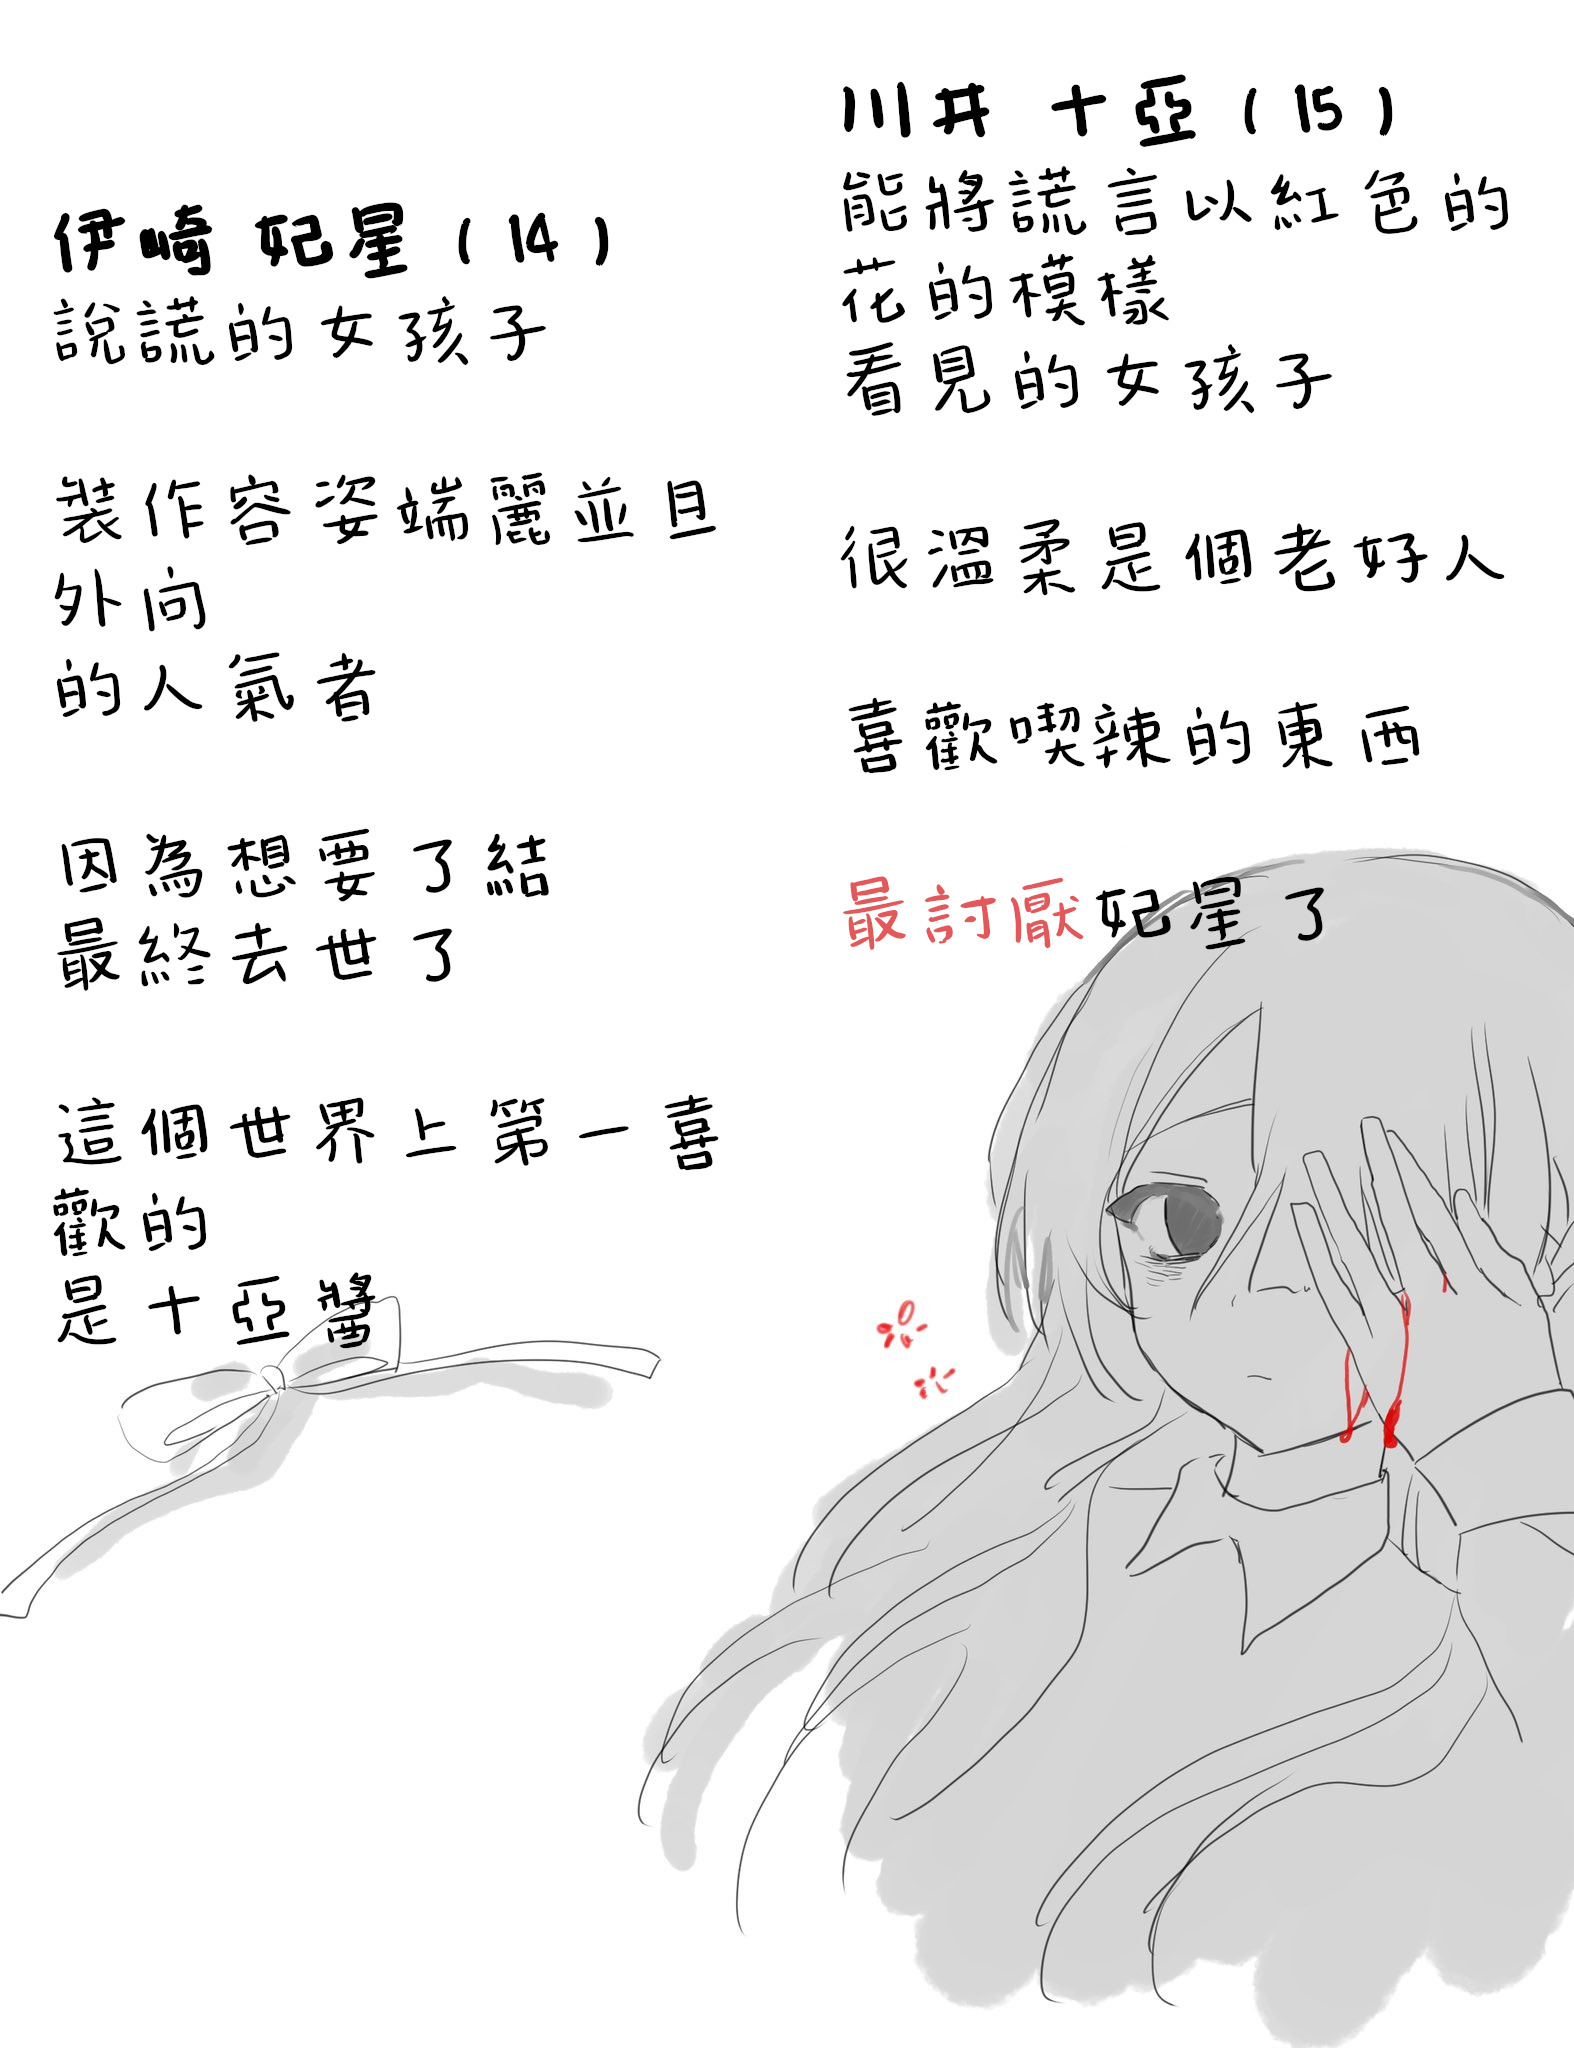 川井 十亞（15）
能將謊言以紅色的
花的模樣
看見的女孩子
很溫柔是個老好人
喜歡喫辣的東西
最討厭妃星了
伊崎 妃星（14）
說謊的女孩子
裝作容姿端麗並且
外向
的人氣者
因為想要了結
最終去世了
這個世界上第一喜
歡的
是十亞醬